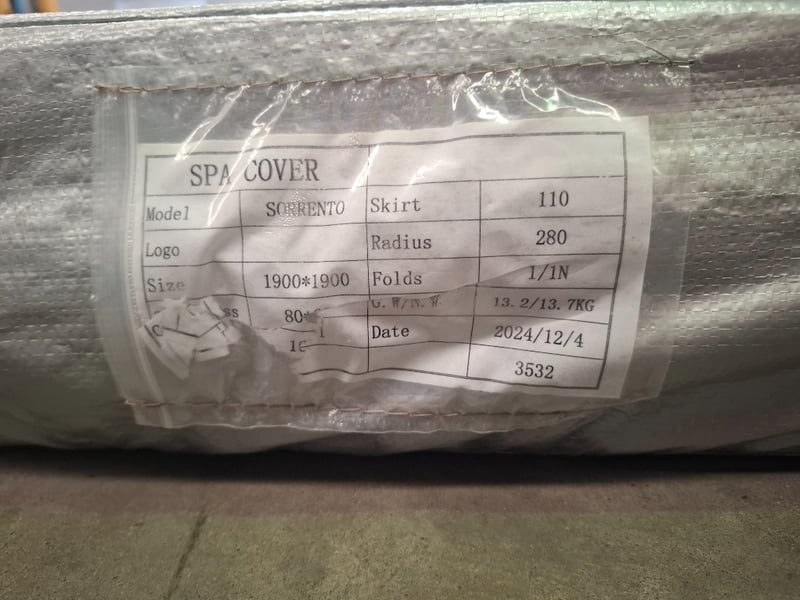 SPA COVER
Model SORRENTO Skirt 110
Logo Radius 280
Size 1900*1900 Folds 1/1N
80* G.W/N.W 13.2/13.7KG
Date 2024/12/4
3532